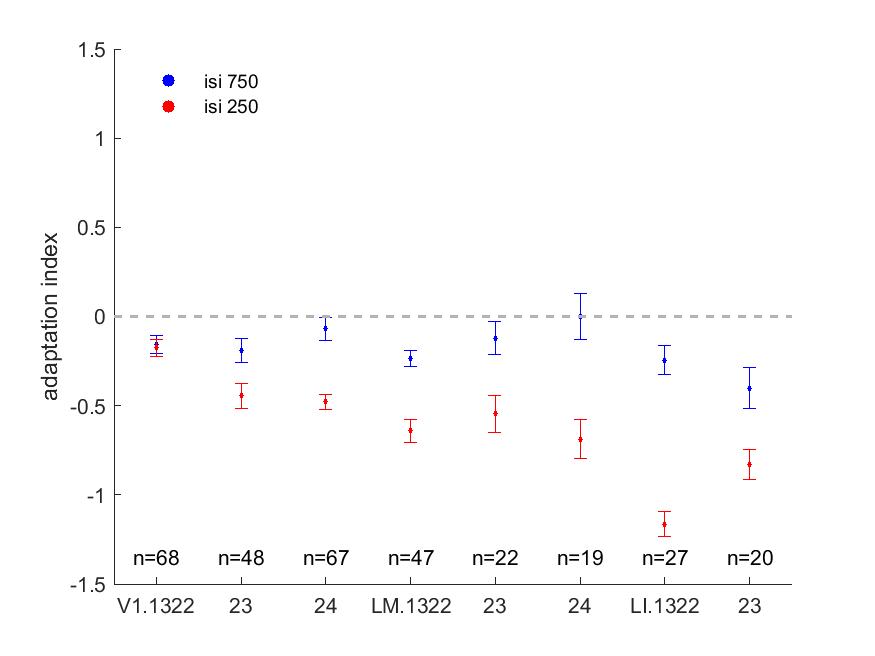 1.5
isi 750
isi 250
1
0.5
0
-0.5
-1
-1.5
adaptation index
n=68 n=48 n=67 n=47 n=22 n=19 n=27 n=20
V1.1322 23 24 LM.1322 23 24 LI.1322 23